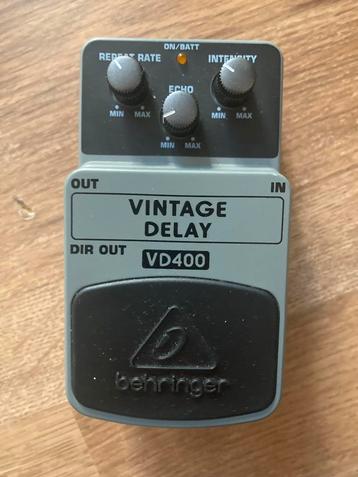 ON/BATT
REPEAT RATE
INTENSITY
ECHO
MIN MAX
MIN MAX
MIN MAX
OUT IN
VINTAGE
DELAY
DIR OUT
VD400
behringer